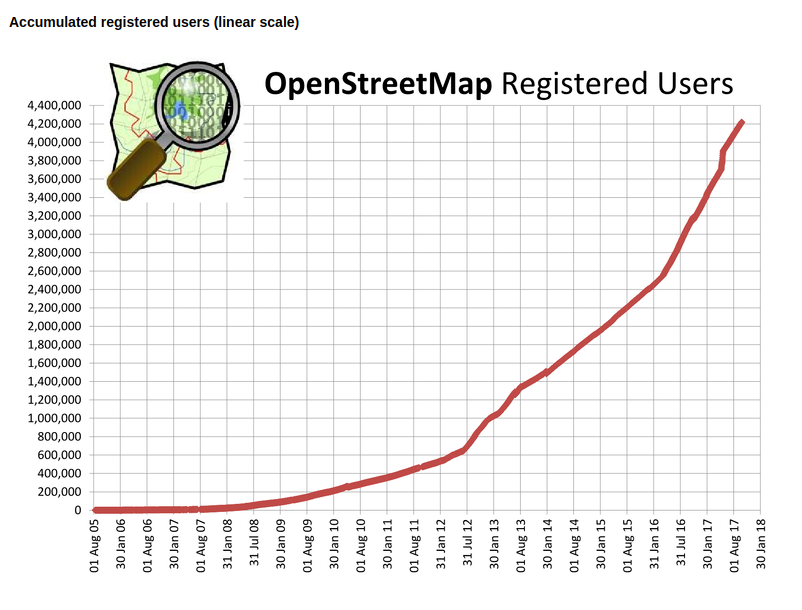 Accumulated registered users (linear scale)
OpenStreetMap Registered Users
4,400,000
4,200,000
4,000,000
3,800,000
3,600,000
3,400,000
3,200,000
3,000,000
2,800,000
2,600,000
2,400,000
2,200,000
2,000,000
1,800,000
1,600,000
1,400,000
1,200,000
1,000,000
800,000
600,000
400,000
200,000
0
01 Aug 05
30 Jan 06
01 Aug 06
30 Jan 07
01 Aug 07
31 Jan 08
31 Jul 08
30 Jan 09
01 Aug 09
30 Jan 10
01 Aug 10
30 Jan 11
01 Aug 11
31 Jan 12
31 Jul 12
30 Jan 13
01 Aug 13
30 Jan 14
01 Aug 14
30 Jan 15
01 Aug 15
31 Jan 16
31 Jul 16
30 Jan 17
01 Aug 17
30 Jan 18